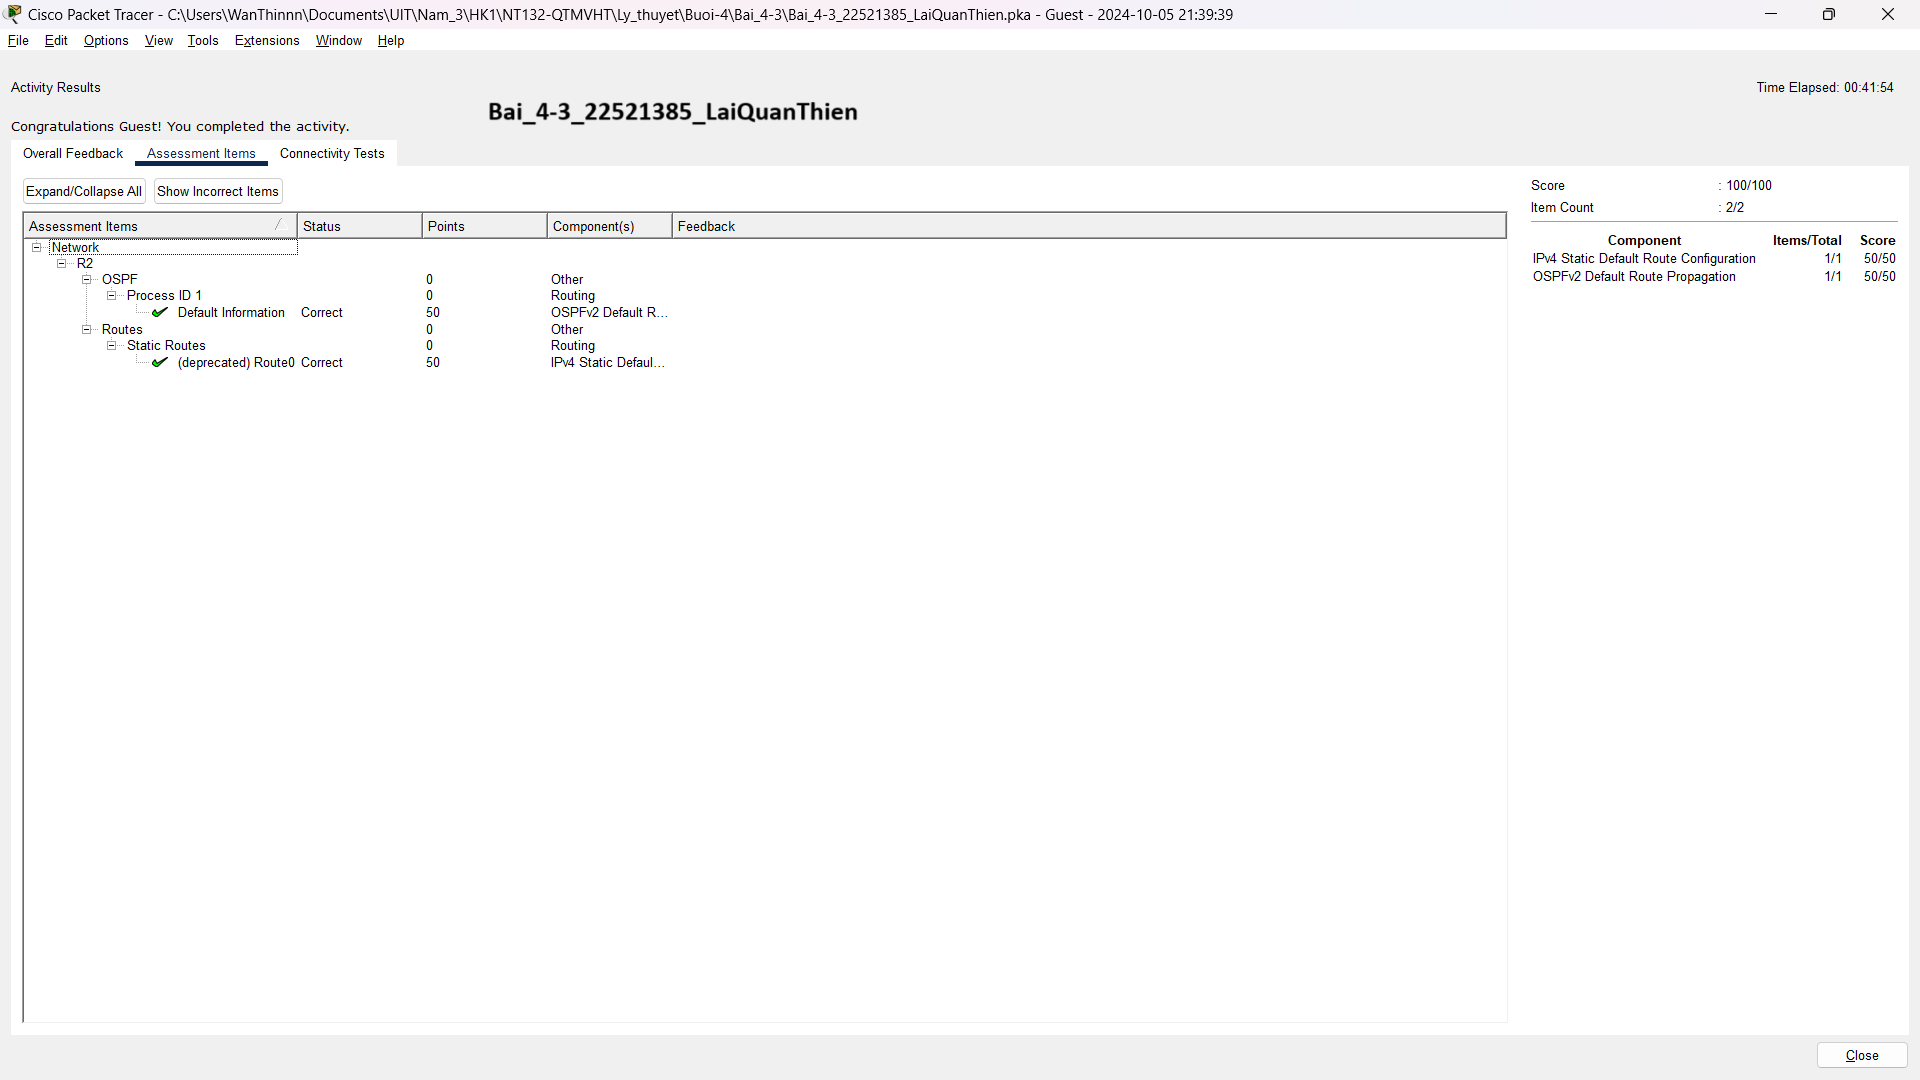 Cisco Packet Tracer - C:\Users\WanThinnn\Documents\UIT\Nam_3\HK1\NT132-QTMVHT\Ly_thuyet\Buoi-4\Bai_4-3\Bai_4-3_22521385_LaiQuanThien.pka - Guest - 2024-10-05 21:39:39
File Edit Options View Tools Extensions Window Help
Activity Results
Time Elapsed: 00:41:54
Bai_4-3_22521385_LaiQuanThien
Congratulations Guest! You completed the activity.
Overall Feedback Assessment Items Connectivity Tests
Expand/Collapse All Show Incorrect Items
Assessment Items Status Points Component(s) Feedback
Network
R2
OSPF 0 Other
Process ID 1 0 Routing
Default Information Correct 50 OSPFv2 Default R...
Routes 0 Other
Static Routes 0 Routing
(deprecated) Route0 Correct 50 IPv4 Static Defaul...
Score : 100/100
Item Count : 2/2
Component Items/Total Score
IPv4 Static Default Route Configuration 1/1 50/50
OSPFv2 Default Route Propagation 1/1 50/50
Close